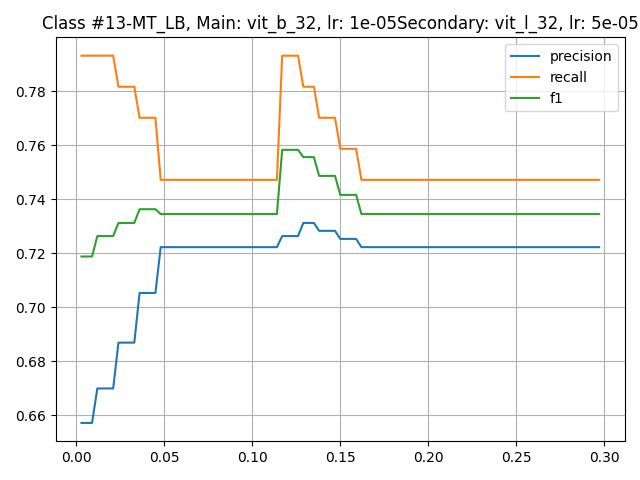 Class #13-MT_LB, Main: vit_b_32, lr: 1e-05Secondary: vit_l_32, lr: 5e-05
precision
recall
f1
0.78
0.76
0.74
0.72
0.70
0.68
0.66
0.00 0.05 0.10 0.15 0.20 0.25 0.30